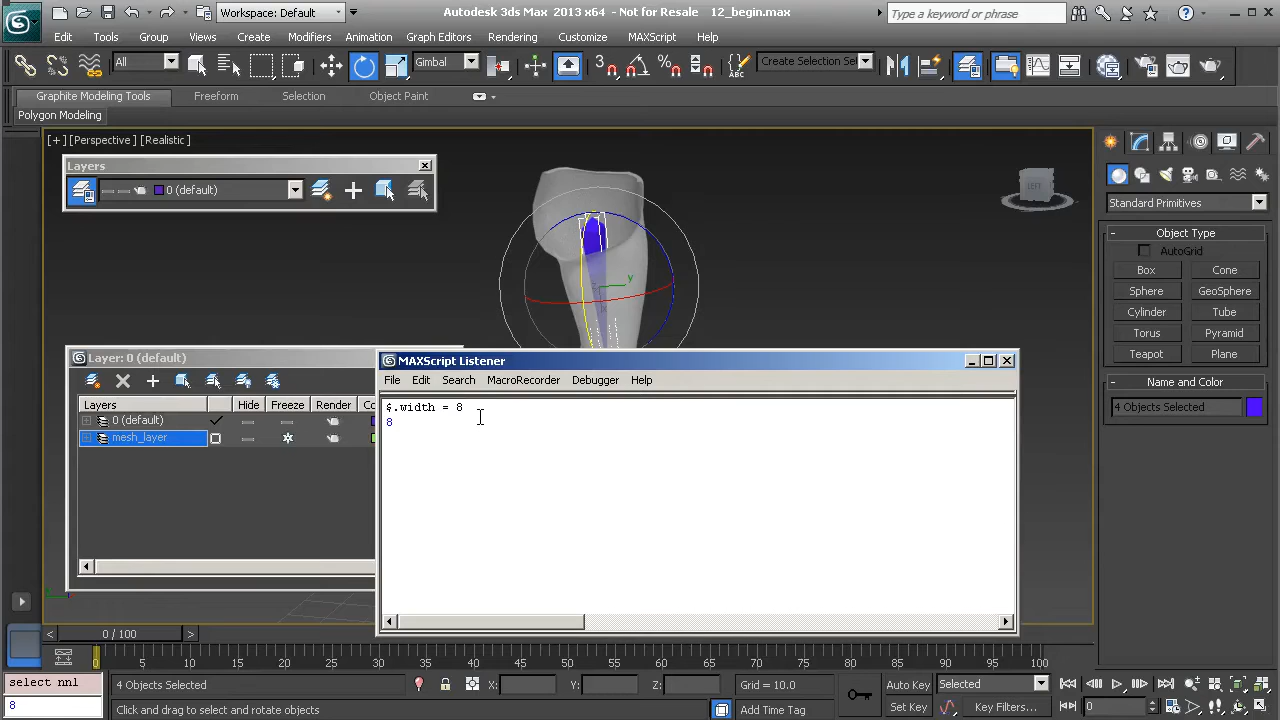 Workspace: Default
Autodesk 3ds Max 2013 x64 - Not for Resale 12_begin.max
Type a keyword or phrase
Edit Tools Group Views Create Modifiers Animation Graph Editors Rendering Customize MAXScript Help
All
Gimbal
3
Create Selection Se
Graphite Modeling Tools Freeform Selection Object Paint
Polygon Modeling
[+] [Perspective] [Realistic]
Layers
0 (default)
LEFT
y
Standard Primitives
- Object Type
AutoGrid
Box Cone
Sphere GeoSphere
Cylinder Tube
Torus Pyramid
Teapot Plane
- Name and Color
4 Objects Selected
Layer: 0 (default)
Layers Hide Freeze Render Co
0 (default)
mesh_layer
MAXScript Listener
File Edit Search MacroRecorder Debugger Help
$.width = 8
8
0 / 100
0 5 10 15 20 25 30 35 40 45 50 55 60 65 70 75 80 85 90 95 100
select nnl
8
4 Objects Selected
X: Y: Z:
Grid = 10.0
Auto Key
Selected
Click and drag to select and rotate objects
Add Time Tag
Set Key
Key Filters...
0